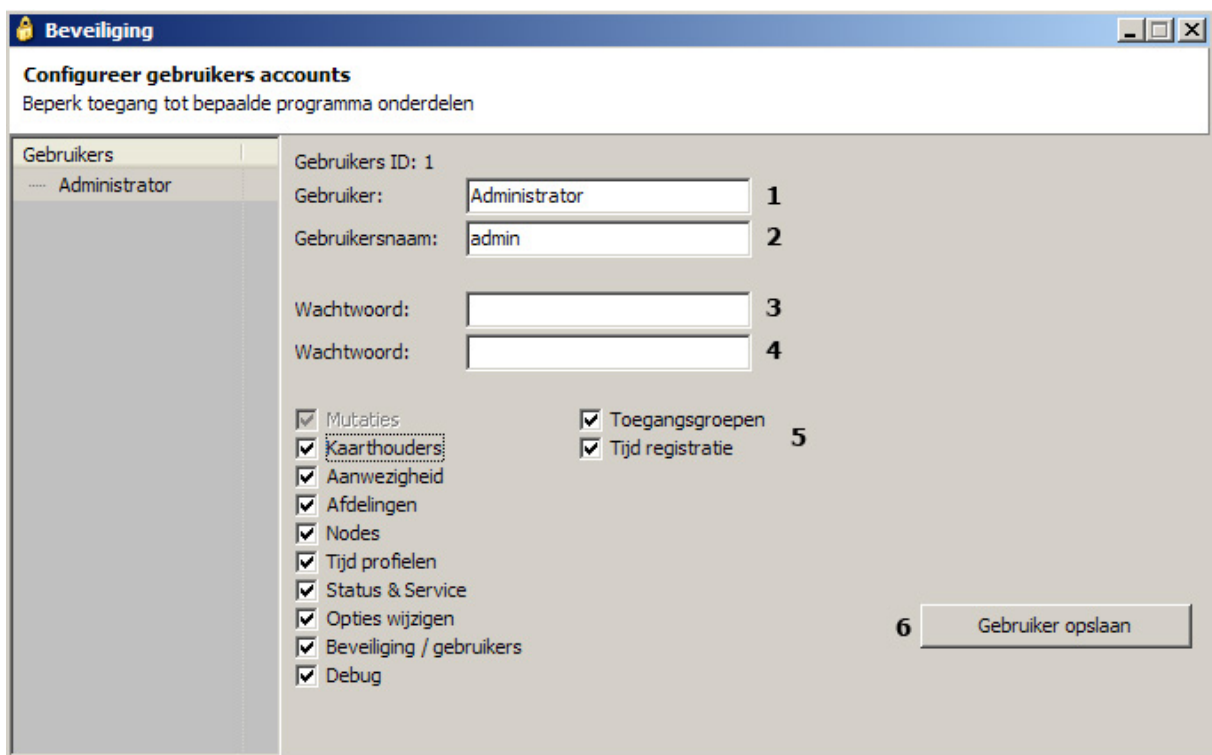 Beveiliging
Configureer gebruikers accounts
Beperk toegang tot bepaalde programma onderdelen
Gebruikers
Administrator
Gebruikers ID: 1
Gebruiker: Administrator 1
Gebruikersnaam: admin 2
Wachtwoord: 3
Wachtwoord: 4
Mutaties
Kaarthouders
Aanwezigheid
Afdelingen
Nodes
Tijd profielen
Status & Service
Opties wijzigen
Beveiliging / gebruikers
Debug
Toegangsgroepen
Tijd registratie
5
6 Gebruiker opslaan